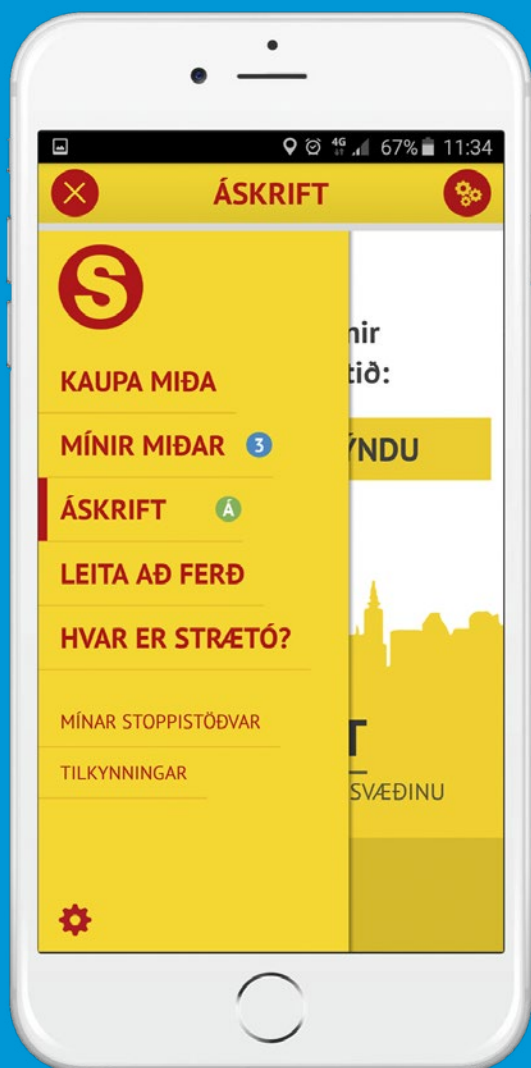 4G 67% 11:34
ÁSKRIFT
S
nir
KAUPA MIÐA
tið:
MÍNIR MIÐAR 3
ÝNDU
ÁSKRIFT Á
LEITA AÐ FERÐ
HVAR ER STRÆTÓ?
MÍNAR STOPPISTÖÐVAR
T
TILKYNNINGAR
SVÆÐINU